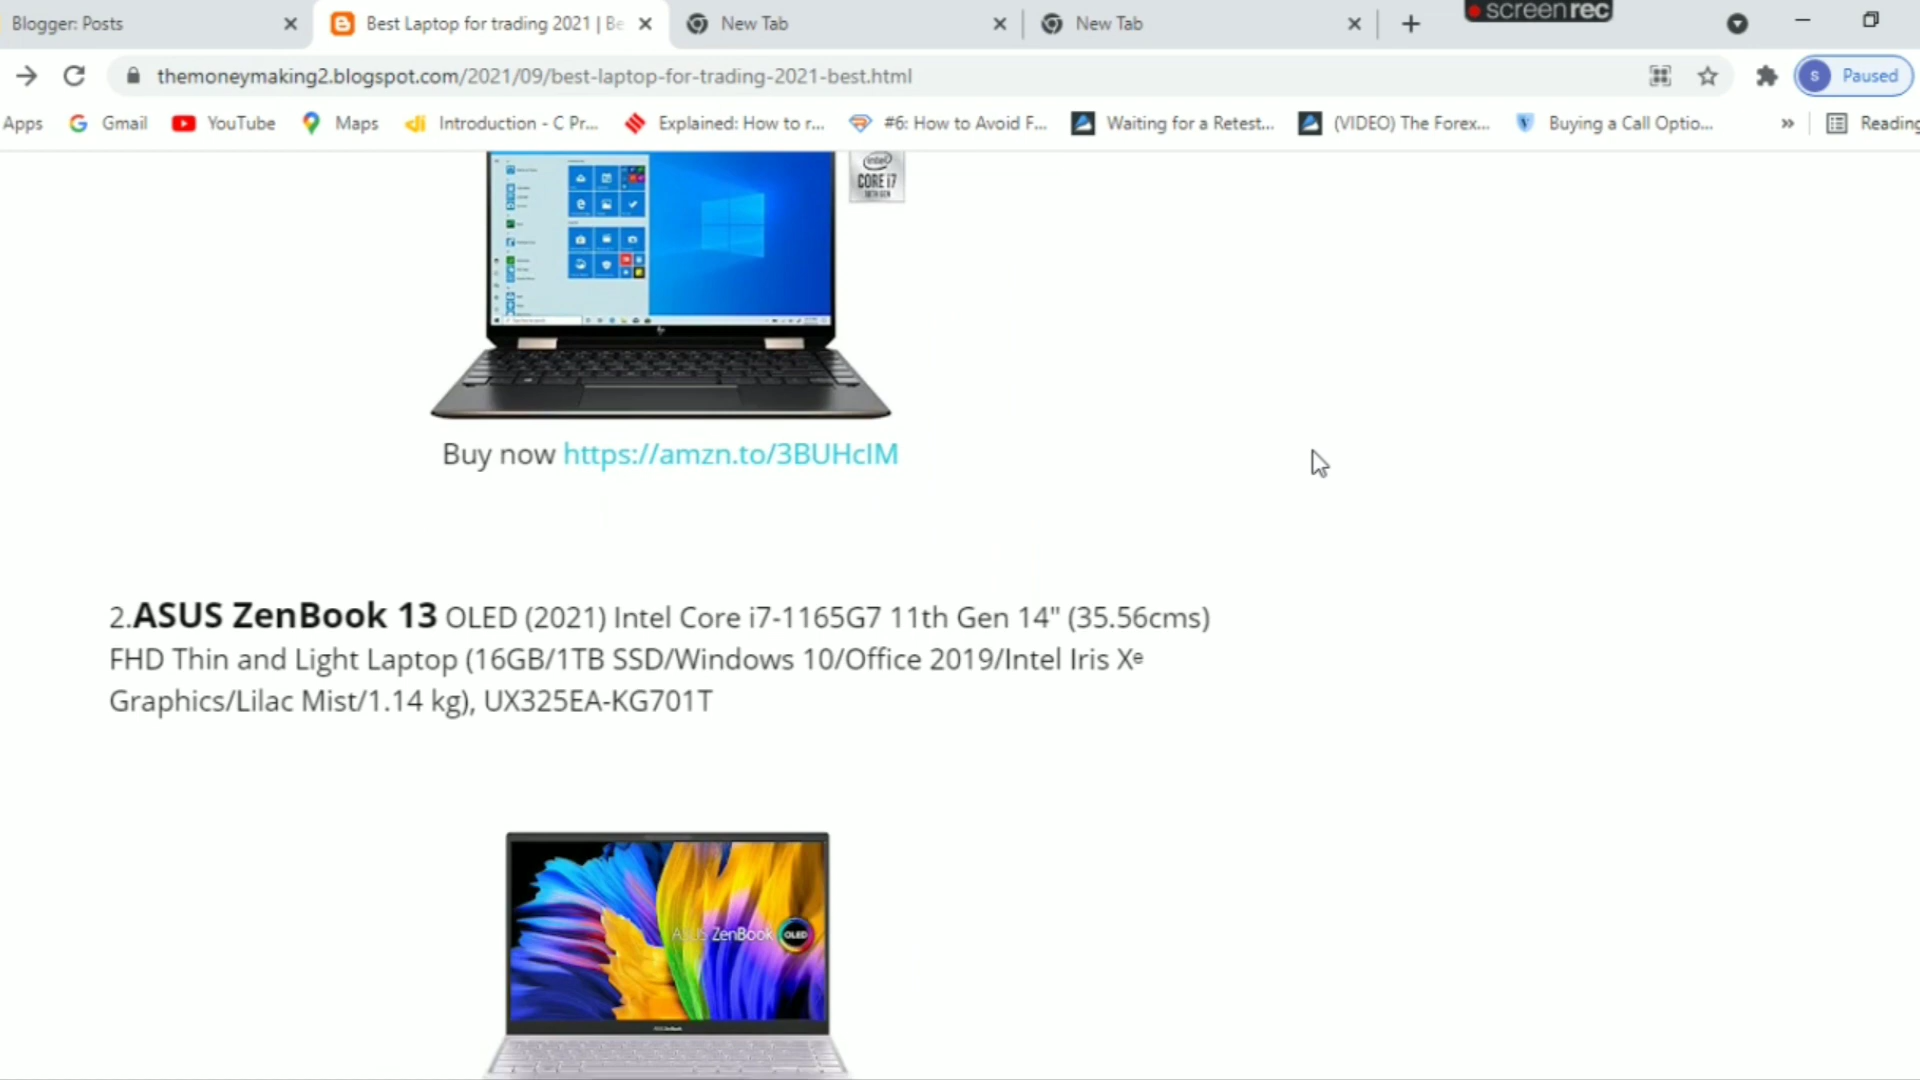 Blogger: Posts
Best Laptop for trading 2021 | Be
New Tab
New Tab
screenrec
themoneymaking2.blogspot.com/2021/09/best-laptop-for-trading-2021-best.html
S
Paused
Apps
Gmail
YouTube
Maps
Introduction - C Pr...
Explained: How to r...
#6: How to Avoid F...
Waiting for a Retest...
(VIDEO) The Forex...
Buying a Call Optio...
»
Reading
intel
CORE i7
10TH GEN
Buy now https://amzn.to/3BUHcIM
2.ASUS ZenBook 13 OLED (2021) Intel Core i7-1165G7 11th Gen 14" (35.56cms)
FHD Thin and Light Laptop (16GB/1TB SSD/Windows 10/Office 2019/Intel Iris Xᵉ
Graphics/Lilac Mist/1.14 kg), UX325EA-KG701T
ASUS ZenBook
OLED